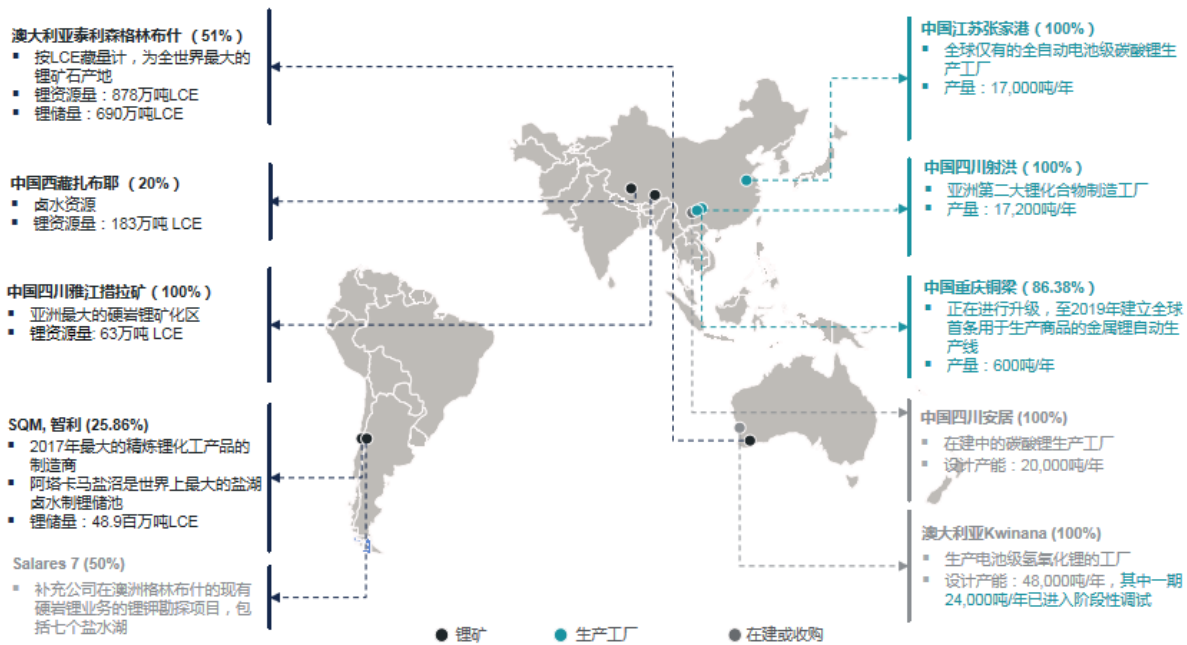 澳大利亚泰利森格林布什（51%）
▪ 按LCE藏量计，为全世界最大的
锂矿石产地
▪ 锂资源量：878万吨LCE
▪ 锂储量：690万吨LCE
中国西藏扎布耶（20%）
▪ 卤水资源
▪ 锂资源量：183万吨 LCE
中国四川雅江措拉矿（100%）
▪ 亚洲最大的硬岩锂矿化区
▪ 锂资源量: 63万吨 LCE
SQM, 智利 (25.86%)
▪ 2017年最大的精炼锂化工产品的
制造商
▪ 阿塔卡马盐沼是世界上最大的盐湖
卤水制锂储池
▪ 锂储量：48.9百万吨LCE
Salares 7 (50%)
▪ 补充公司在澳洲格林布什的现有
硬岩锂业务的锂钾勘探项目，包
括七个盐水湖
中国江苏张家港（100%）
▪ 全球仅有的全自动电池级碳酸锂生
产工厂
▪ 产量：17,000吨/年
中国四川射洪（100%）
▪ 亚洲第二大锂化合物制造工厂
▪ 产量：17,200吨/年
中国重庆铜梁（86.38%）
▪ 正在进行升级，至2019年建立全球
首条用于生产商品的金属锂自动生
产线
▪ 产量：600吨/年
中国四川安居 (100%)
▪ 在建中的碳酸锂生产工厂
▪ 设计产能：20,000吨/年
澳大利亚Kwinana (100%)
▪ 生产电池级氢氧化锂的工厂
▪ 设计产能：48,000吨/年，其中一期
24,000吨/年已进入阶段性调试
锂矿
生产工厂
在建或收购